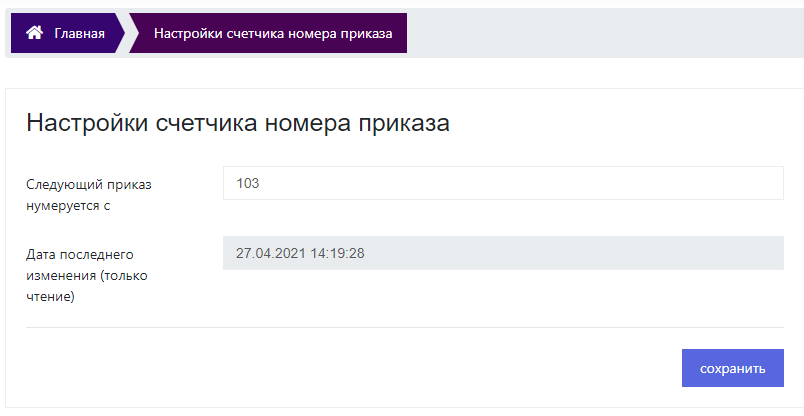 Главная
Настройки счетчика номера приказа
Настройки счетчика номера приказа
Следующий приказ
нумеруется с
103
Дата последнего
изменения (только
чтение)
27.04.2021 14:19:28
сохранить